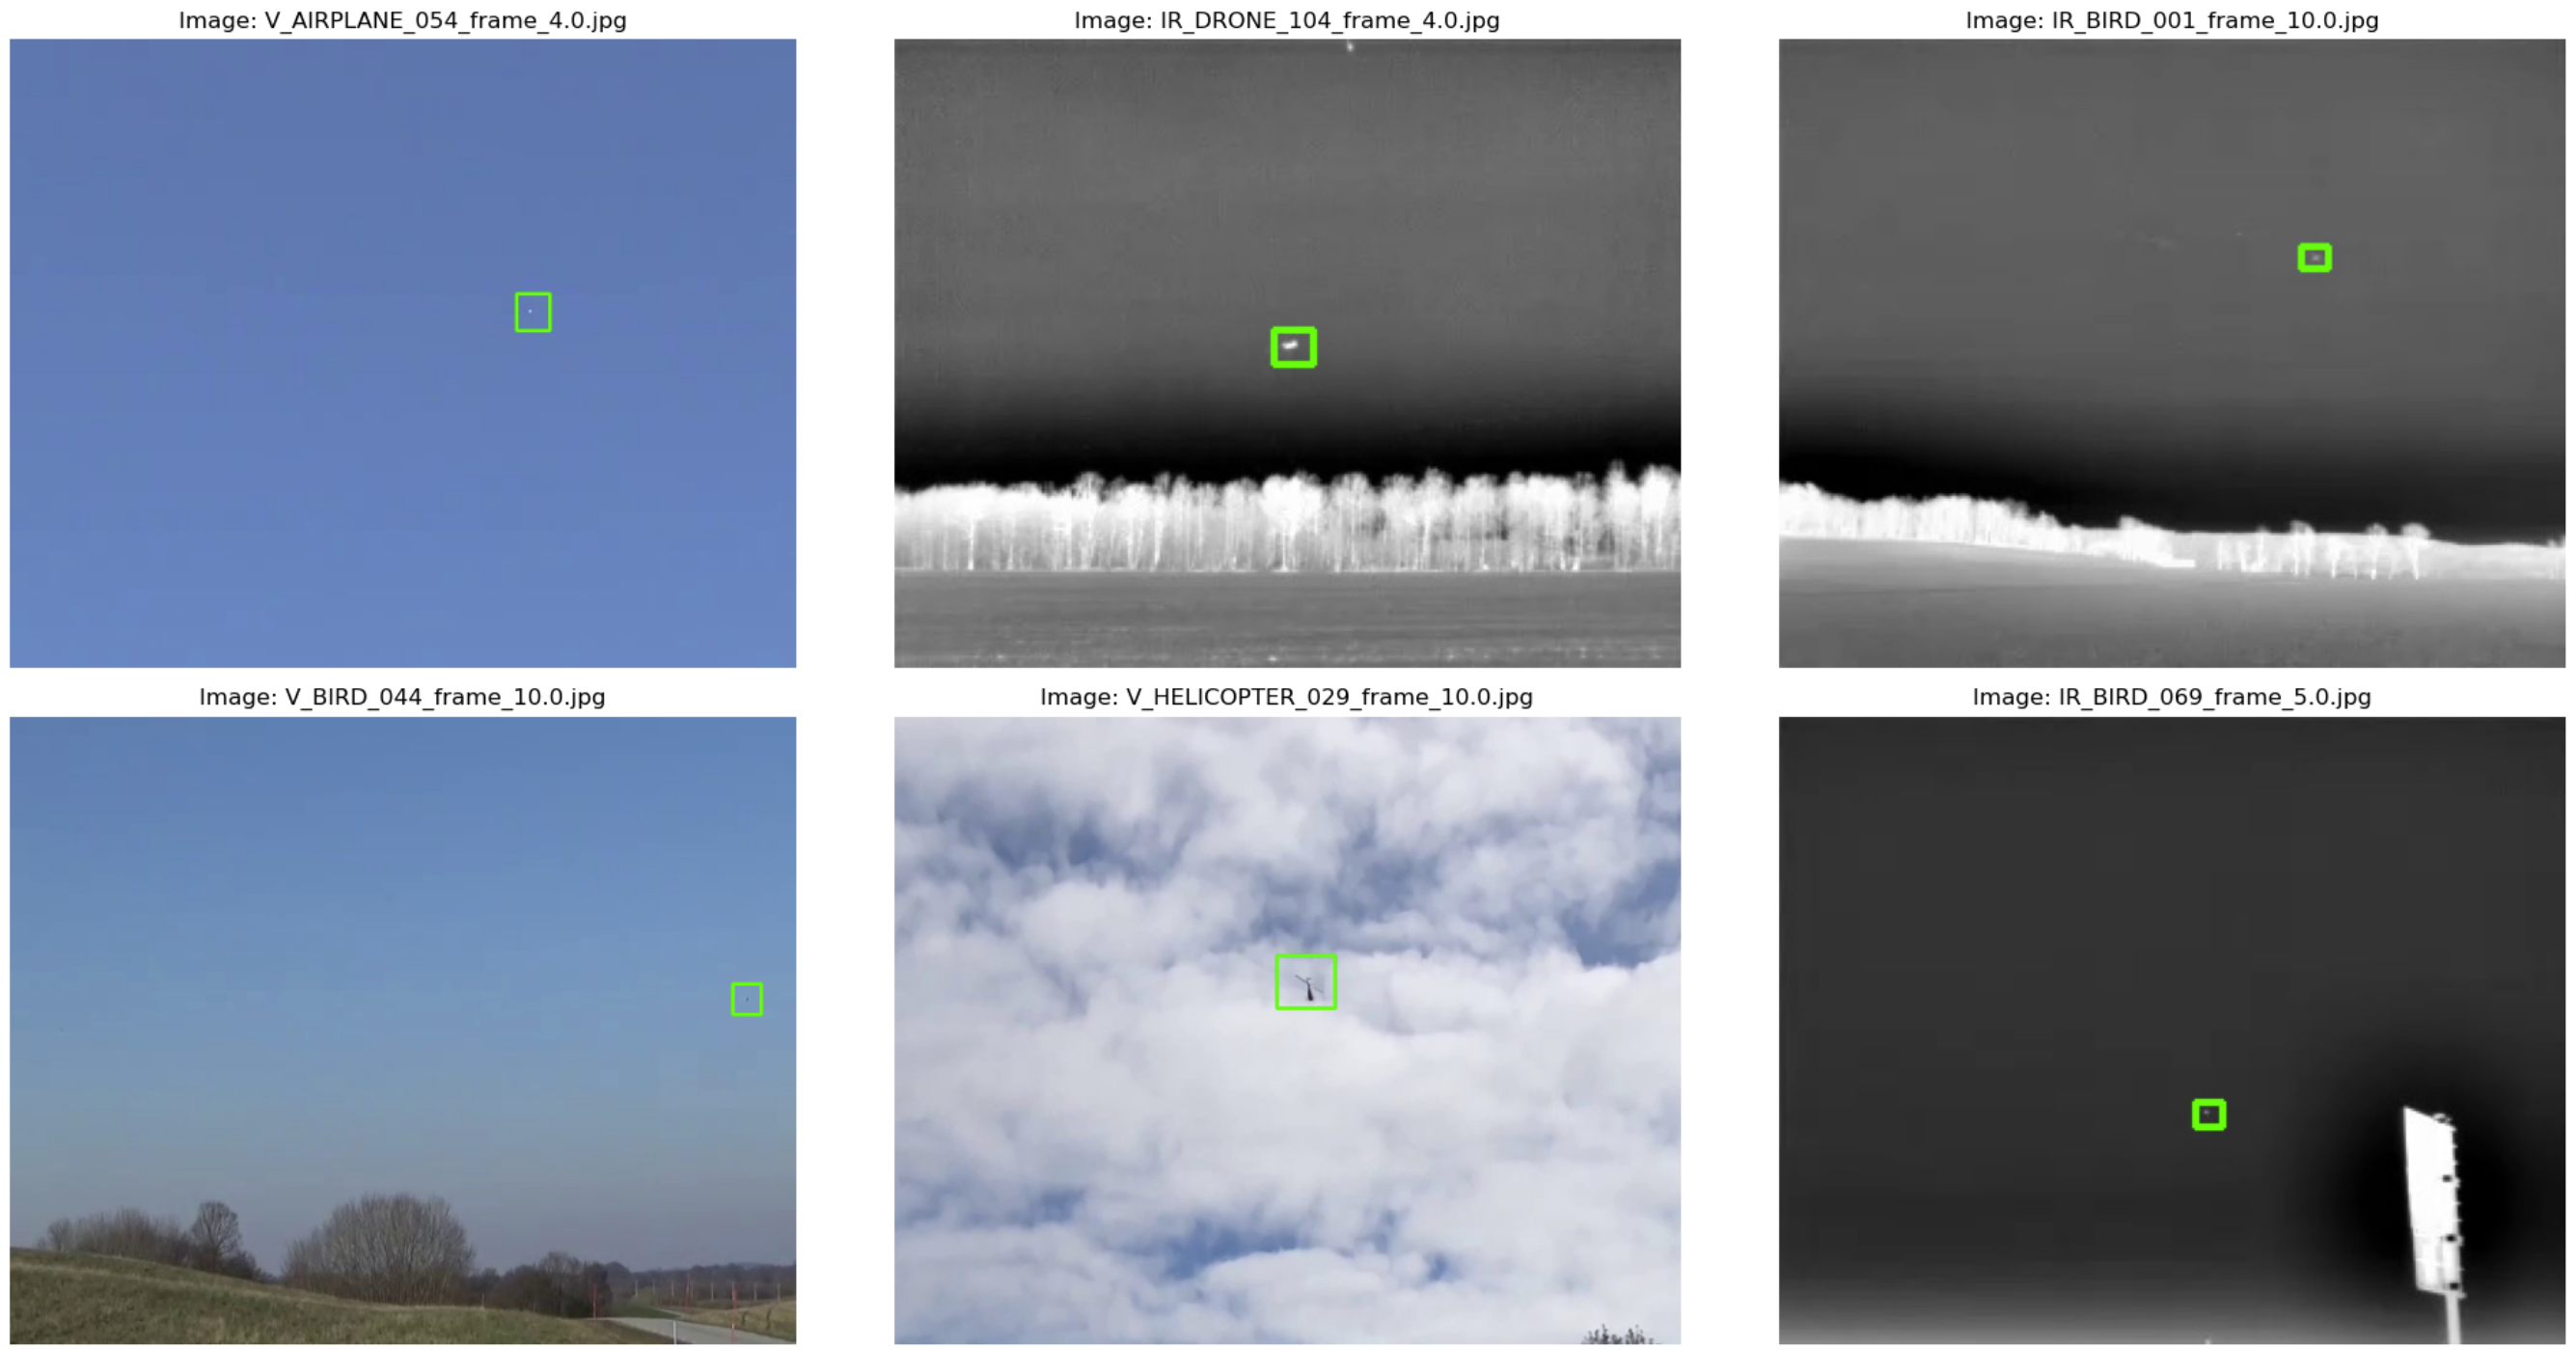 Image: V_AIRPLANE_054_frame_4.0.jpg
Image: IR_DRONE_104_frame_4.0.jpg
Image: IR_BIRD_001_frame_10.0.jpg
Image: V_BIRD_044_frame_10.0.jpg
Image: V_HELICOPTER_029_frame_10.0.jpg
Image: IR_BIRD_069_frame_5.0.jpg